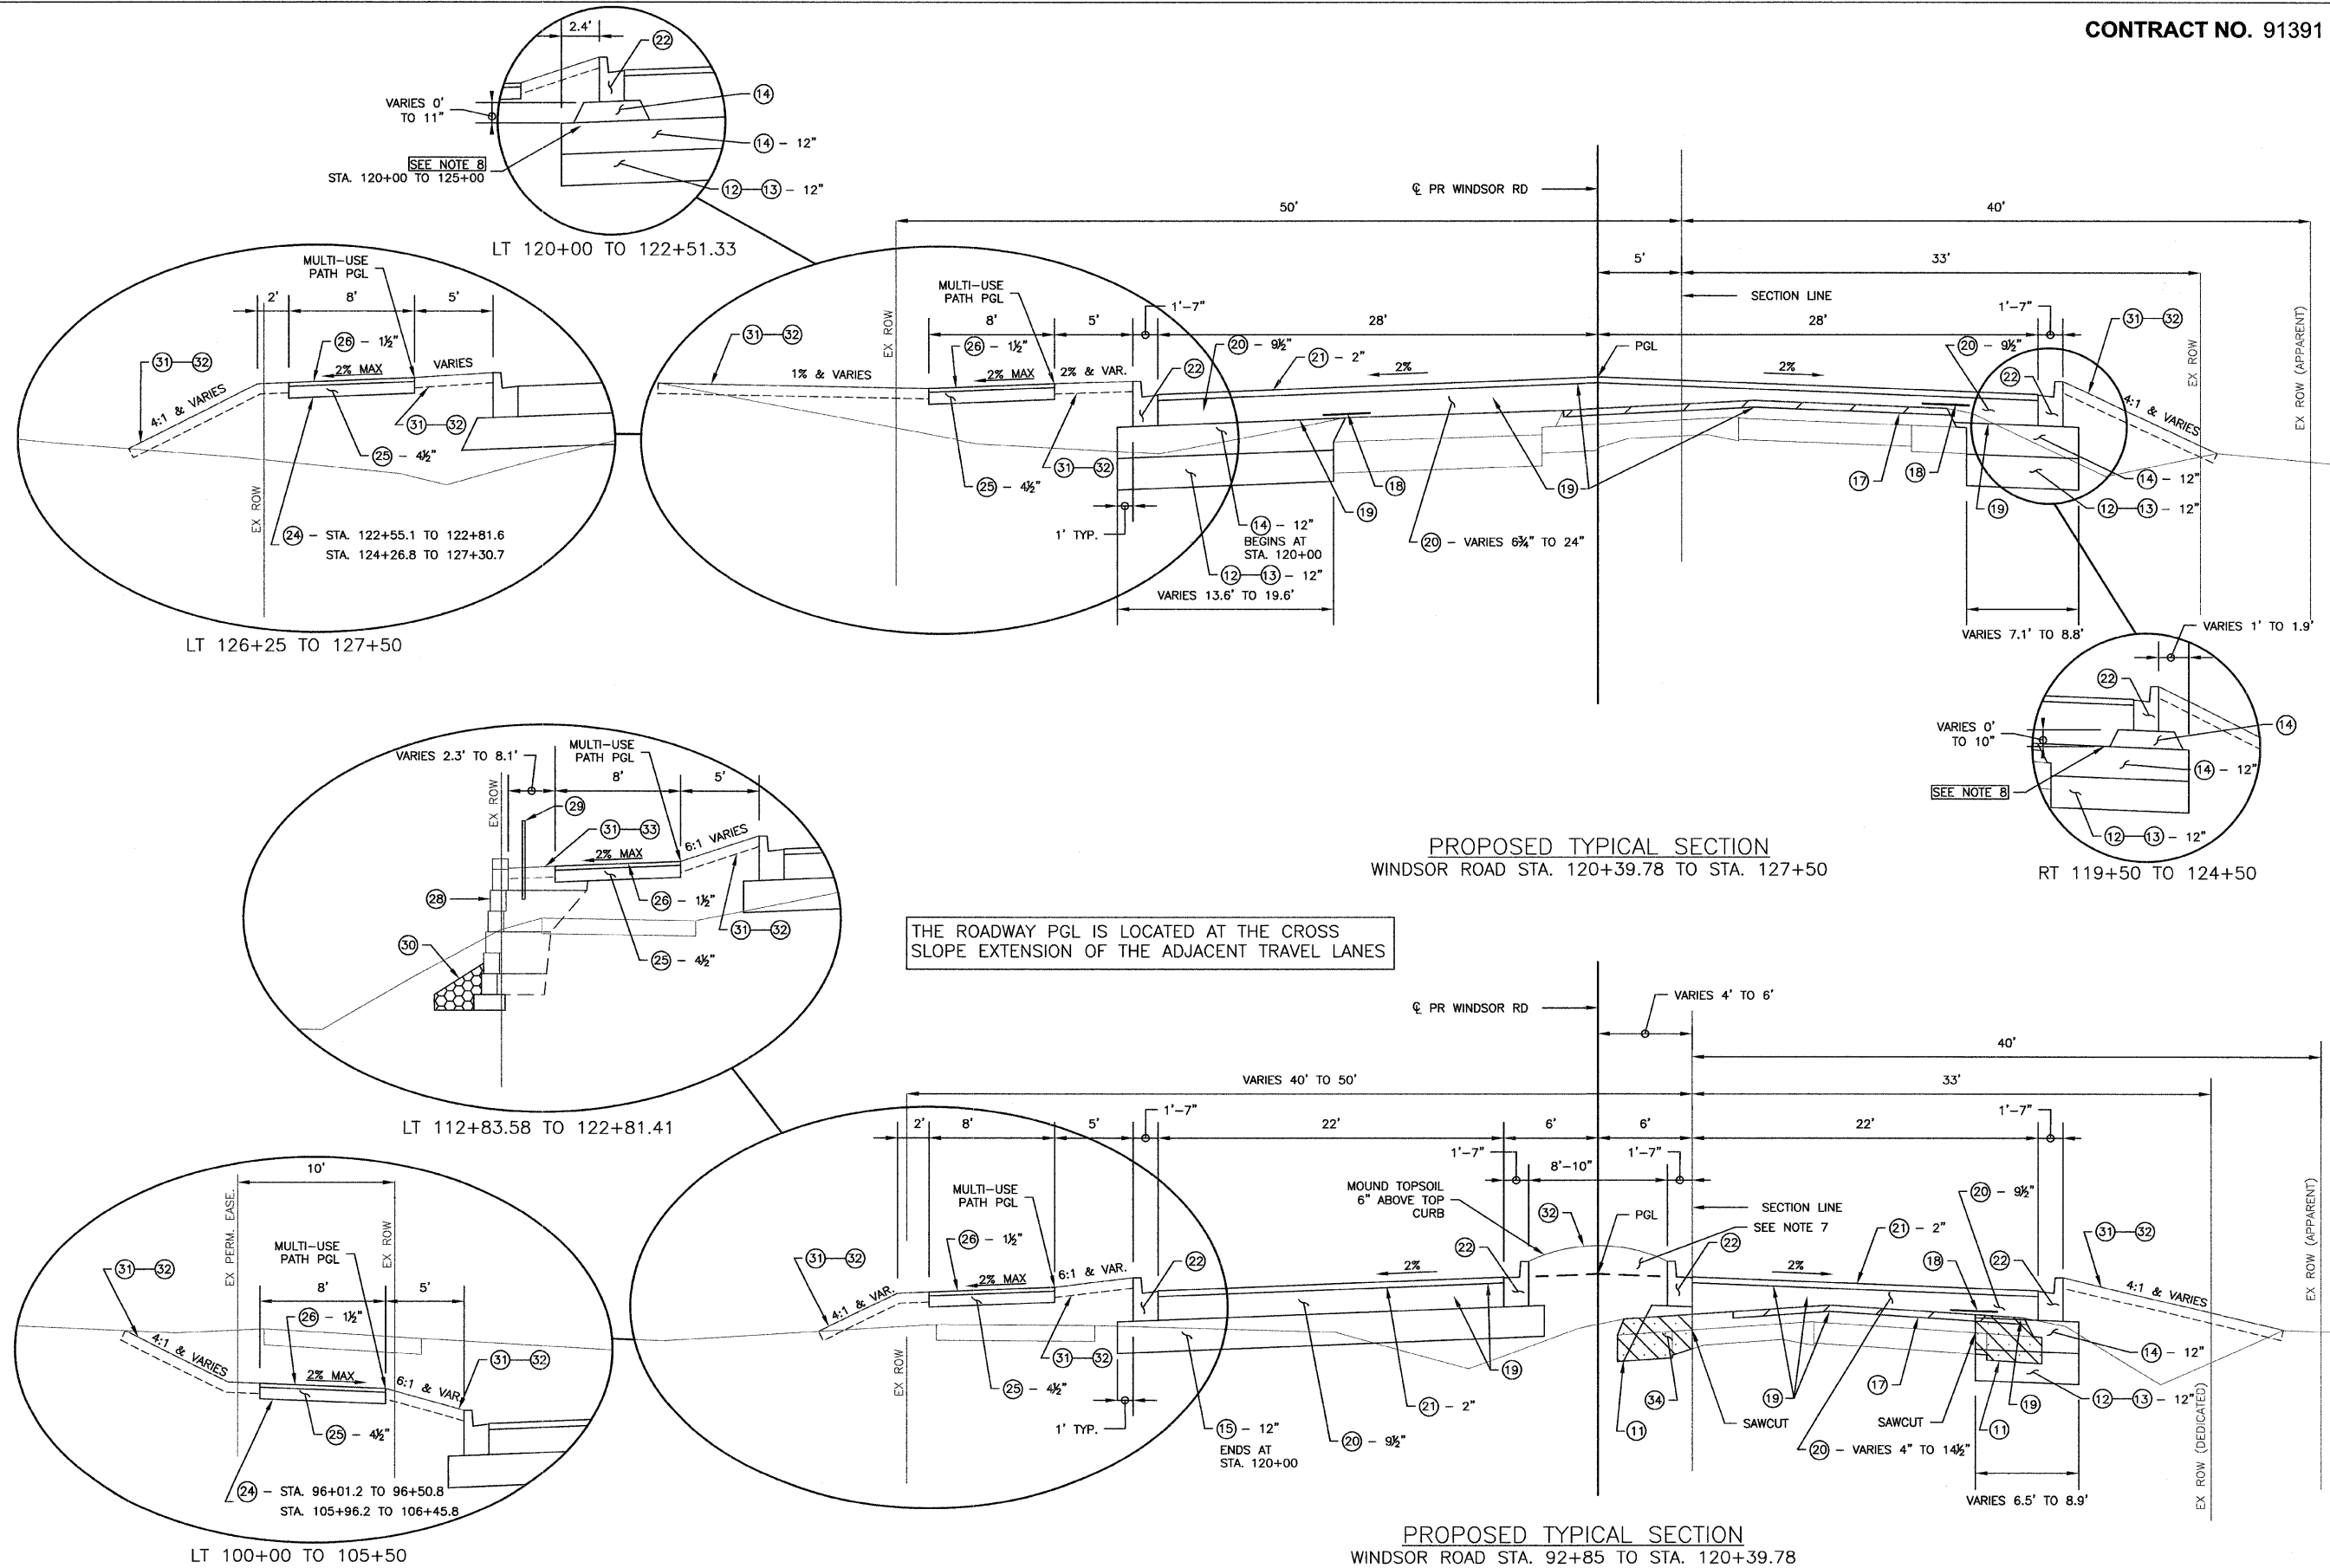 CONTRACT NO. 91391
2.4'
22
VARIES 0'
TO 11"
14
14 - 12"
SEE NOTE 8
STA. 120+00 TO 125+00
12 13 - 12"
LT 120+00 TO 122+51.33
MULTI-USE
PATH PGL
2' 8' 5'
26 - 1½"
31 32
2% MAX
VARIES
4:1 & VARIES
31 32
25 - 4½"
EX ROW
24 - STA. 122+55.1 TO 122+81.6
STA. 124+26.8 TO 127+30.7
LT 126+25 TO 127+50
℄ PR WINDSOR RD
50'
40'
5'
33'
SECTION LINE
EX ROW
MULTI-USE
PATH PGL
8' 5'
1'-7"
28'
28'
1'-7"
31 32
31 32
26 - 1½"
20 - 9½"
21 - 2"
PGL
20 - 9½"
EX ROW
EX ROW (APPARENT)
1% & VARIES
2% MAX
2% & VAR.
22
2%
2%
22
4:1 & VARIES
25 - 4½"
31 32
18
19
19
17
18
19
14 - 12"
12 13 - 12"
1' TYP.
14 - 12"
BEGINS AT
STA. 120+00
20 - VARIES 6¾" TO 24"
12 13 - 12"
VARIES 13.6' TO 19.6'
VARIES 7.1' TO 8.8'
VARIES 1' TO 1.9'
22
VARIES 0'
TO 10"
14
14 - 12"
SEE NOTE 8
12 13 - 12"
RT 119+50 TO 124+50
PROPOSED TYPICAL SECTION
WINDSOR ROAD STA. 120+39.78 TO STA. 127+50
VARIES 2.3' TO 8.1'
MULTI-USE
PATH PGL
8' 5'
EX ROW
29
31 33
2% MAX
6:1 VARIES
28
26 - 1½"
31 32
30
25 - 4½"
LT 112+83.58 TO 122+81.41
THE ROADWAY PGL IS LOCATED AT THE CROSS
SLOPE EXTENSION OF THE ADJACENT TRAVEL LANES
℄ PR WINDSOR RD
VARIES 4' TO 6'
40'
VARIES 40' TO 50'
33'
2' 8' 5'
1'-7"
22'
6'
6'
22'
1'-7"
1'-7"
8'-10"
1'-7"
MULTI-USE
PATH PGL
MOUND TOPSOIL
6" ABOVE TOP
CURB
32
PGL
SECTION LINE
SEE NOTE 7
20 - 9½"
21 - 2"
EX ROW (APPARENT)
31 32
26 - 1½"
31 32
22
22
22
18
22
4:1 & VAR.
2% MAX
6:1 & VAR.
2%
2%
4:1 & VARIES
EX ROW
25 - 4½"
31 32
19
21 - 2"
1' TYP.
15 - 12"
ENDS AT
STA. 120+00
20 - 9½"
11
34
SAWCUT
19
17
SAWCUT
11
19
14 - 12"
12 13 - 12"
20 - VARIES 4" TO 14½"
VARIES 6.5' TO 8.9'
EX ROW (DEDICATED)
10'
EX PERM. EASE.
EX ROW
MULTI-USE
PATH PGL
8' 5'
31 32
26 - 1½"
4:1 & VARIES
2% MAX
6:1 & VAR.
31 32
25 - 4½"
24 - STA. 96+01.2 TO 96+50.8
STA. 105+96.2 TO 106+45.8
LT 100+00 TO 105+50
PROPOSED TYPICAL SECTION
WINDSOR ROAD STA. 92+85 TO STA. 120+39.78